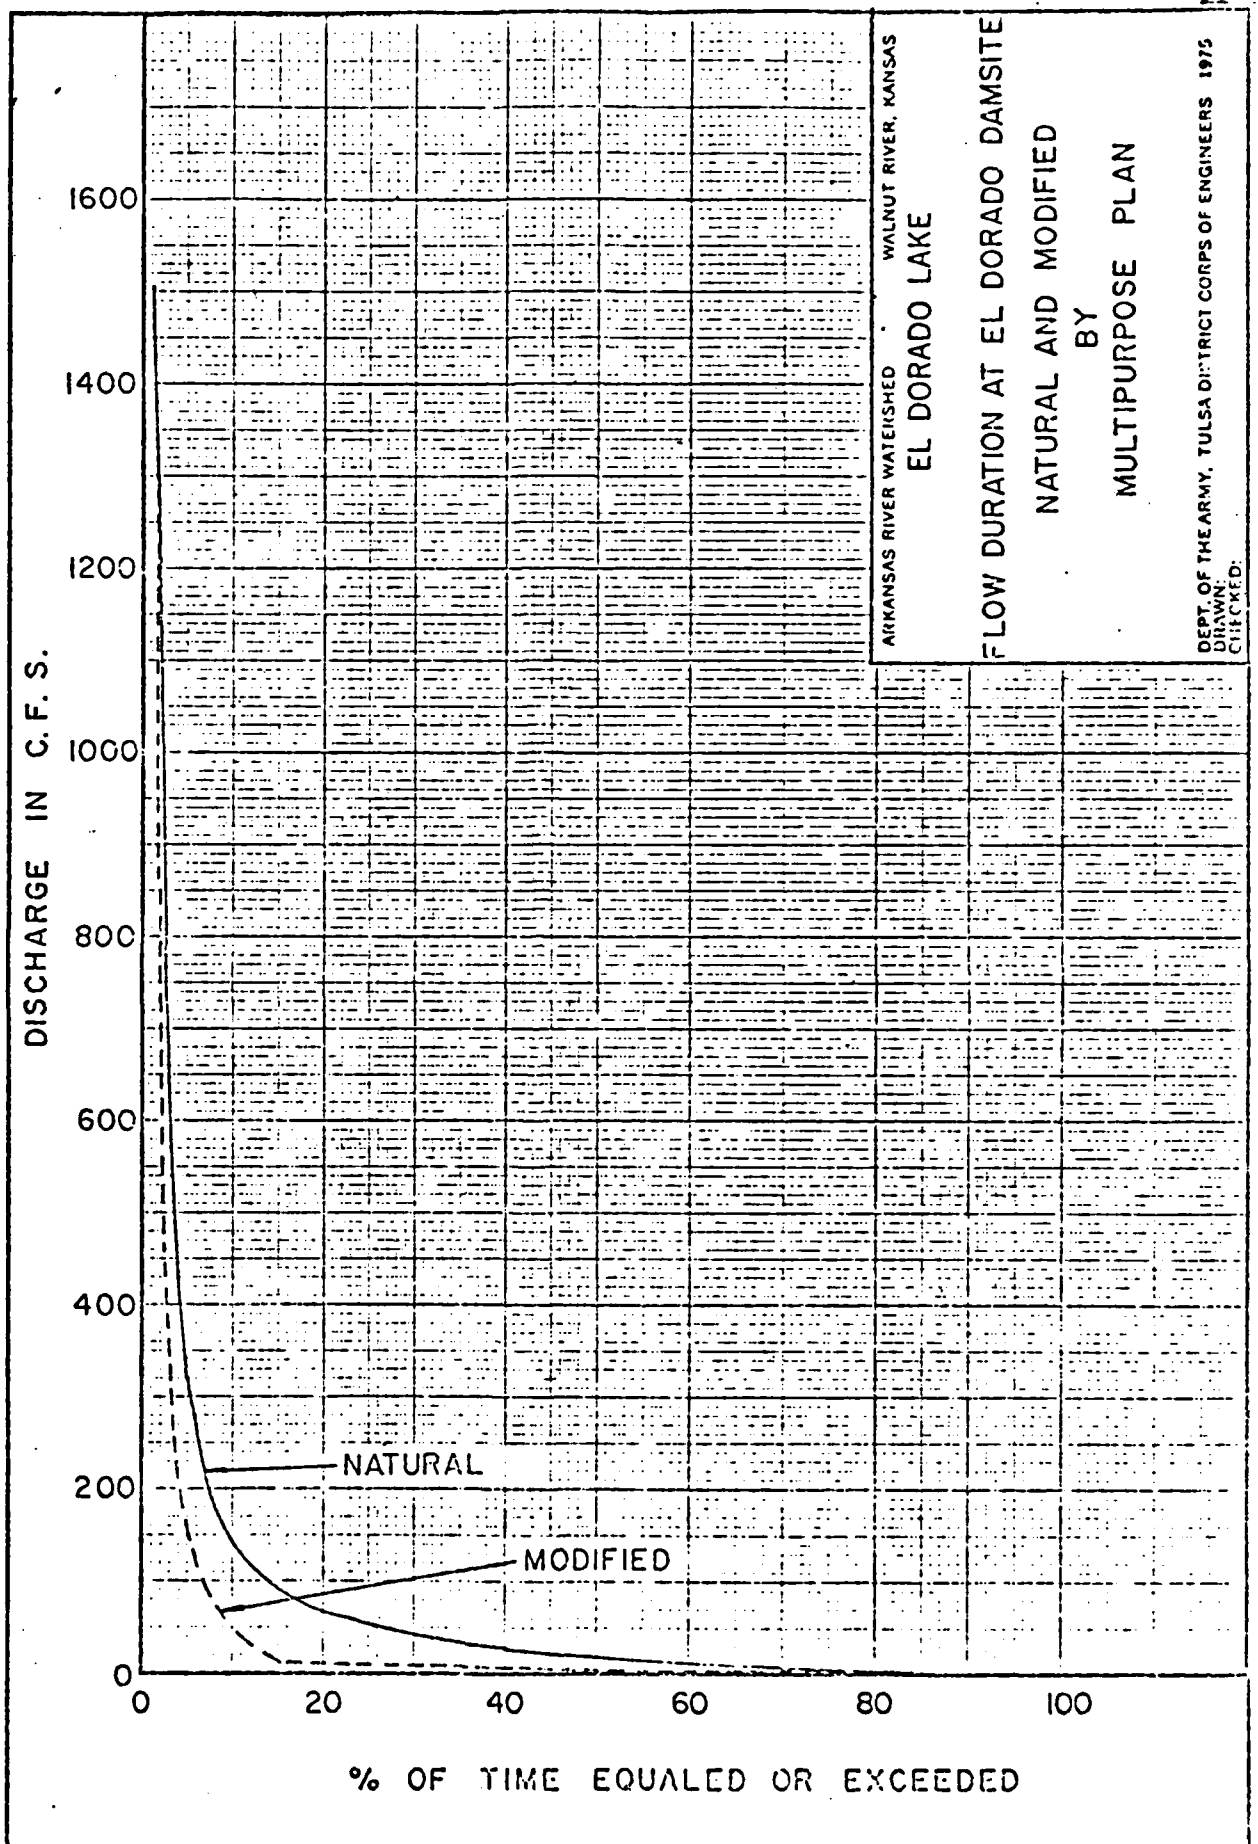 1600
1400
1200
1000
800
600
400
200
0
DISCHARGE IN C.F.S.
NATURAL
MODIFIED
0 20 40 60 80 100
% OF TIME EQUALED OR EXCEEDED
ARKANSAS RIVER WATERSHED WALNUT RIVER, KANSAS
EL DORADO LAKE
FLOW DURATION AT EL DORADO DAMSITE
NATURAL AND MODIFIED
BY
MULTIPURPOSE PLAN
DEPT. OF THE ARMY, TULSA DISTRICT CORPS OF ENGINEERS 1975
DRAWN:
CHECKED: